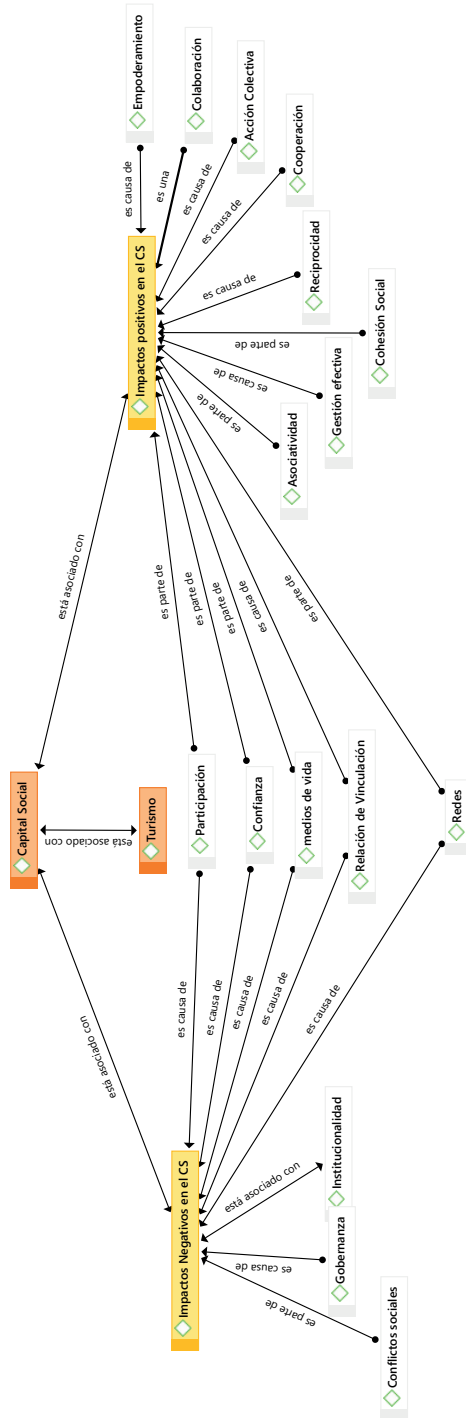 Capital Social
está asociado con
está asociado con
está asociado con
Turismo
Impactos Negativos en el CS
Impactos positivos en el CS
es causa de
Empoderamiento
es una
Colaboración
es causa de
Acción Colectiva
es causa de
Cooperación
es causa de
Reciprocidad
es parte de
Cohesión Social
es causa de
Gestión efectiva
es parte de
Asociatividad
es parte de
es causa de
Participación
es parte de
es causa de
Confianza
es parte de
es causa de
medios de vida
es causa de
es causa de
Relación de Vinculación
es parte de
es causa de
Redes
está asociado con
Institucionalidad
es causa de
Gobernanza
es parte de
Conflictos sociales